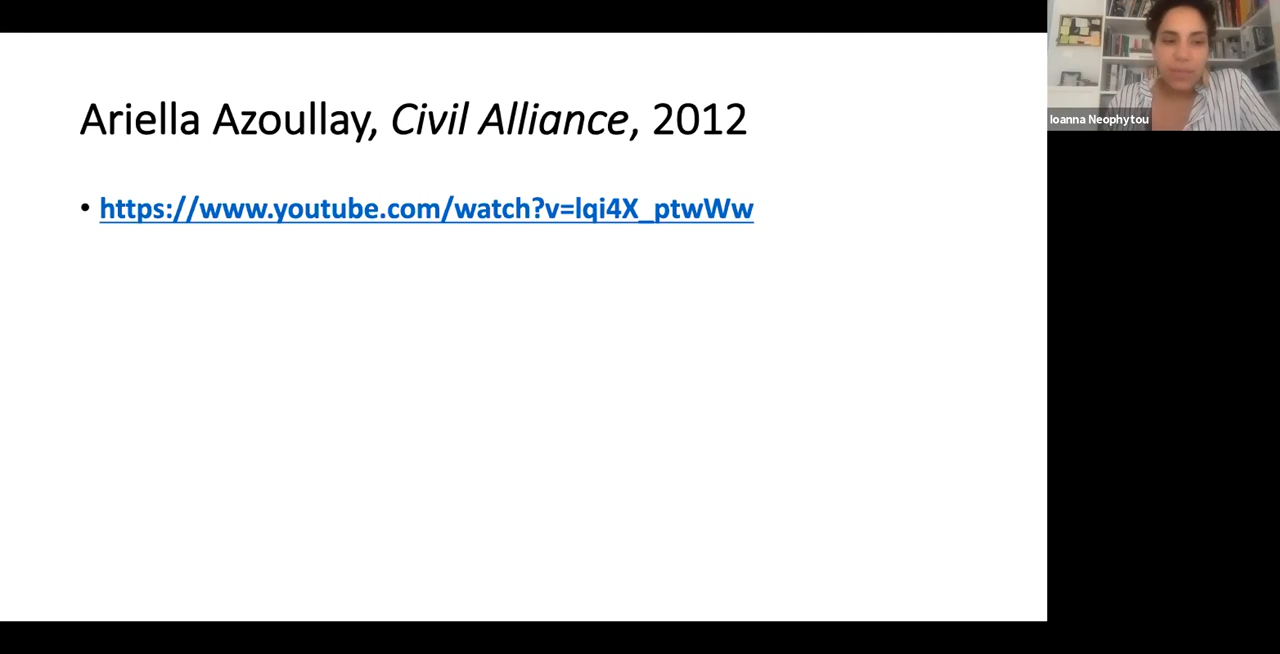 Ariella Azoullay, Civil Alliance, 2012
• https://www.youtube.com/watch?v=lqi4X_ptwWw
Ioanna Neophytou